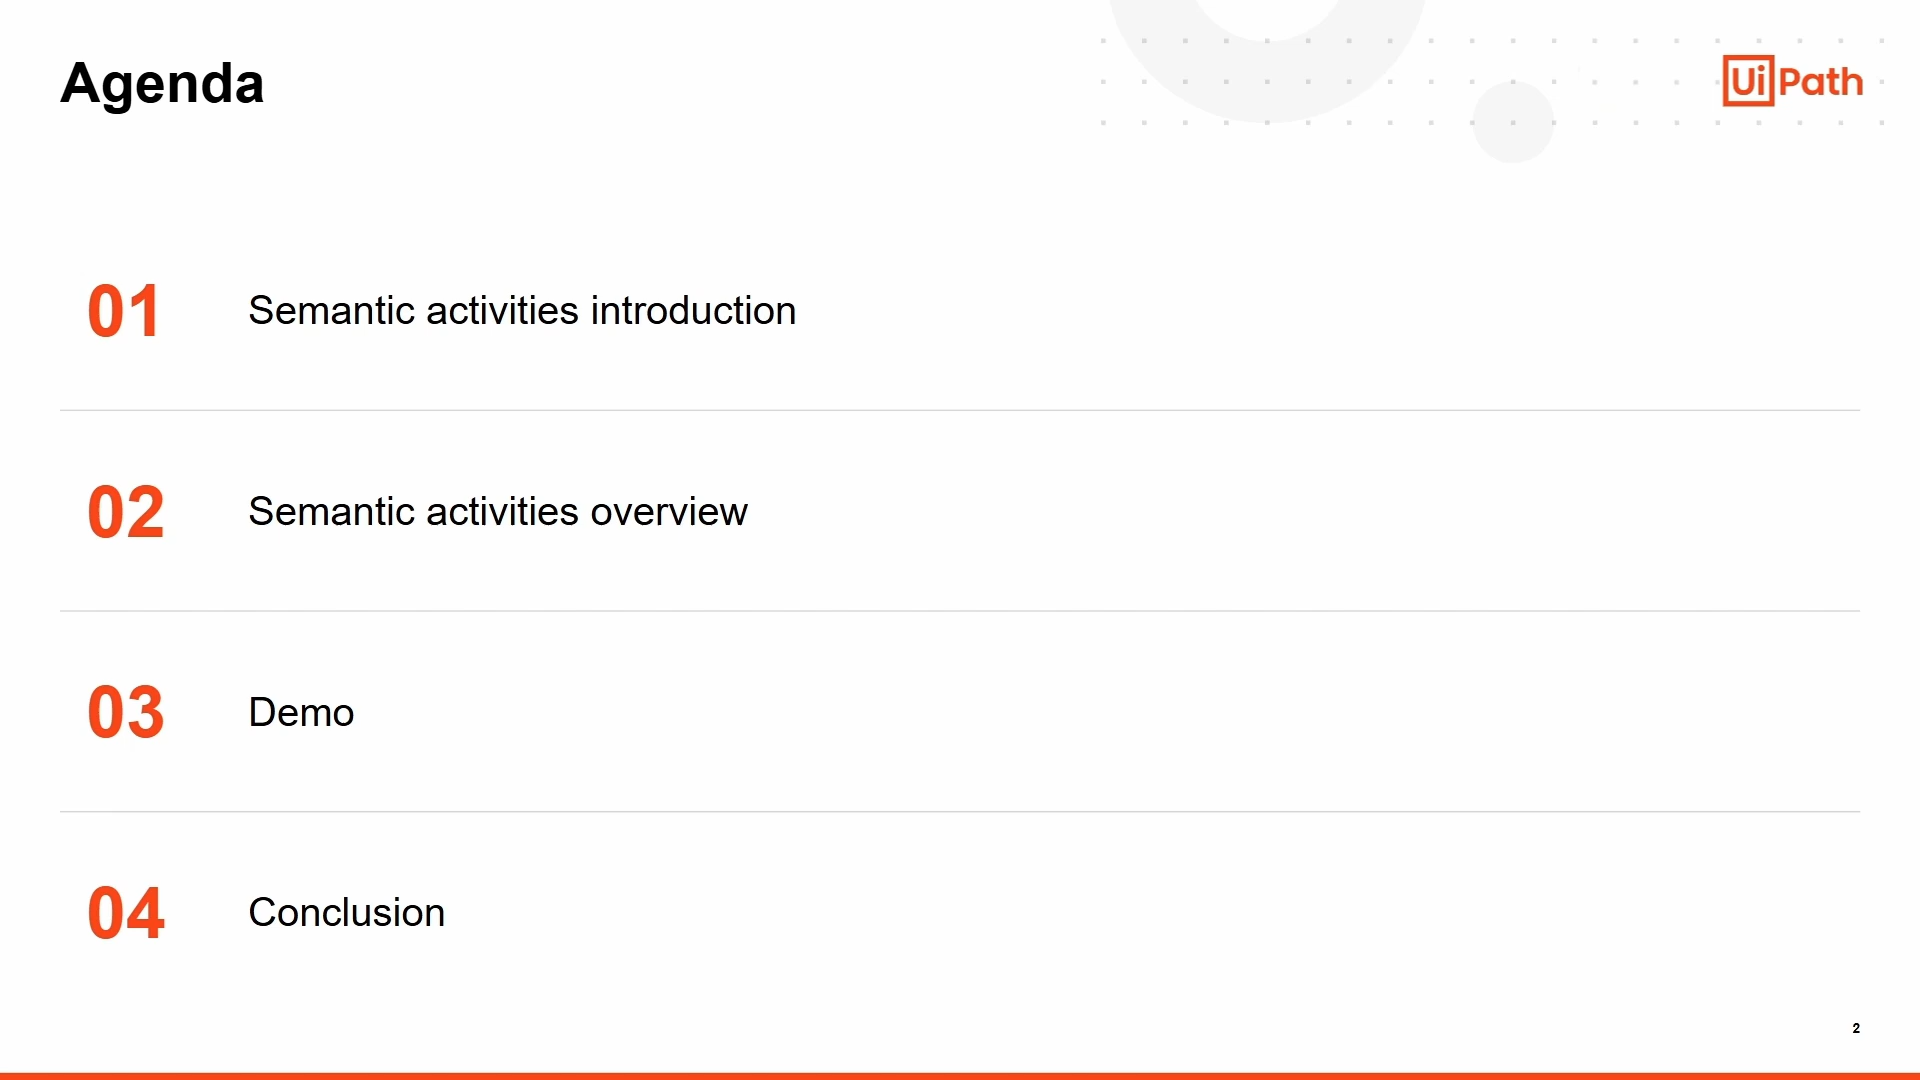 Agenda
UiPath
01 Semantic activities introduction
02 Semantic activities overview
03 Demo
04 Conclusion
2